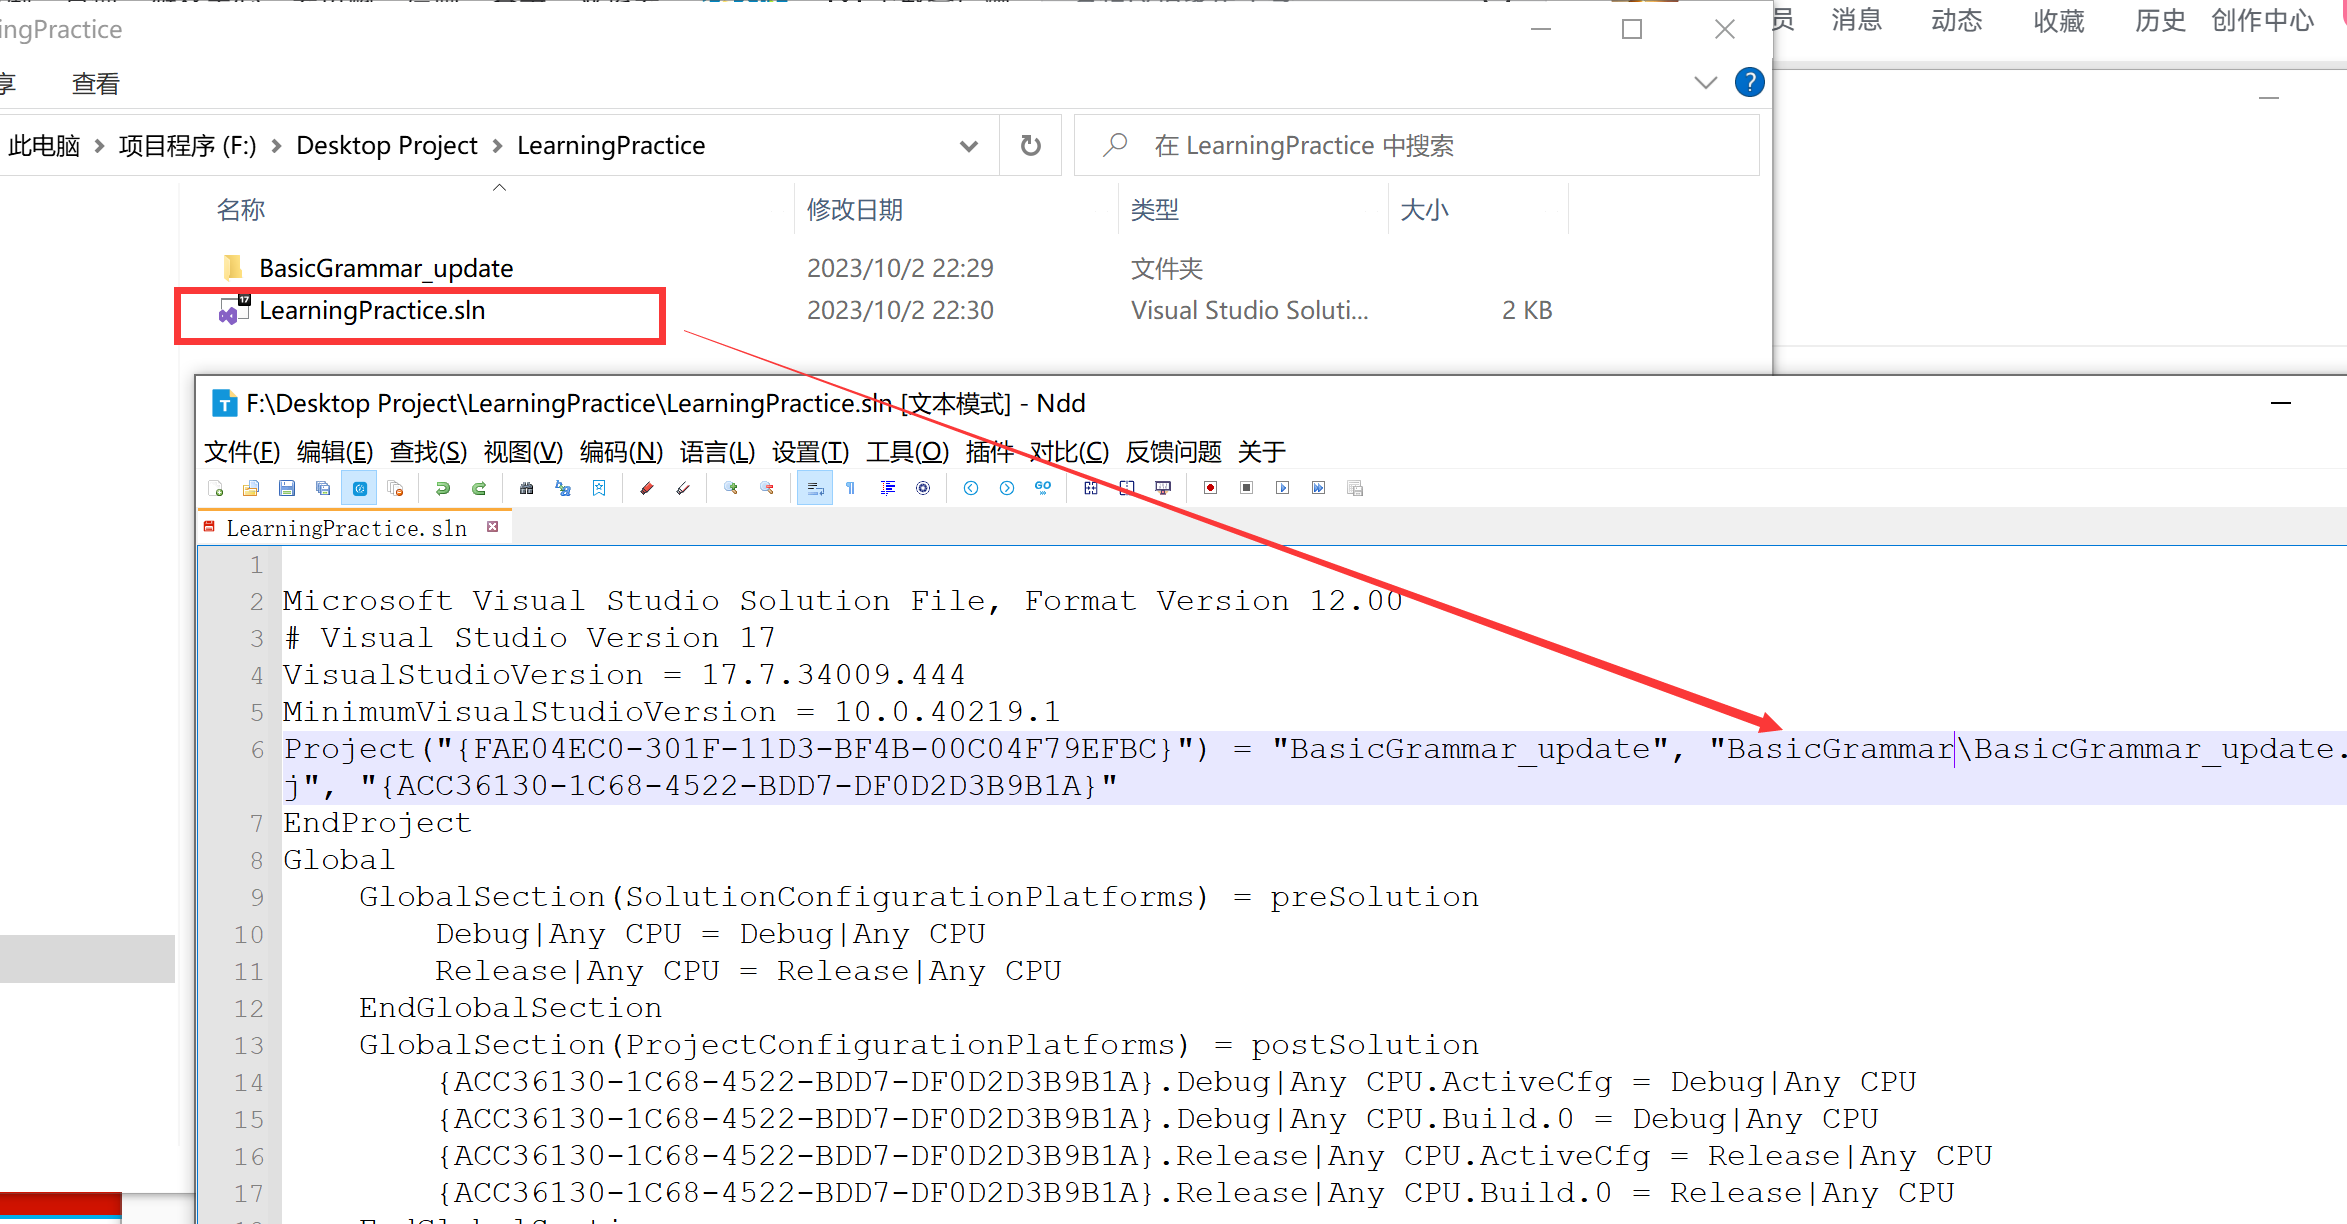 ingPractice
员 消息 动态 收藏 历史 创作中心
享 查看
此电脑 项目程序 (F:) Desktop Project LearningPractice
在 LearningPractice 中搜索
名称 修改日期 类型 大小
BasicGrammar_update 2023/10/2 22:29 文件夹
LearningPractice.sln 2023/10/2 22:30 Visual Studio Soluti... 2 KB
F:\Desktop Project\LearningPractice\LearningPractice.sln [文本模式] - Ndd
文件(F) 编辑(E) 查找(S) 视图(V) 编码(N) 语言(L) 设置(T) 工具(O) 插件 对比(C) 反馈问题 关于
LearningPractice.sln
1
2 Microsoft Visual Studio Solution File, Format Version 12.00
3 # Visual Studio Version 17
4 VisualStudioVersion = 17.7.34009.444
5 MinimumVisualStudioVersion = 10.0.40219.1
6 Project("{FAE04EC0-301F-11D3-BF4B-00C04F79EFBC}") = "BasicGrammar_update", "BasicGrammar\BasicGrammar_update.
j", "{ACC36130-1C68-4522-BDD7-DF0D2D3B9B1A}"
7 EndProject
8 Global
9 GlobalSection(SolutionConfigurationPlatforms) = preSolution
10 Debug|Any CPU = Debug|Any CPU
11 Release|Any CPU = Release|Any CPU
12 EndGlobalSection
13 GlobalSection(ProjectConfigurationPlatforms) = postSolution
14 {ACC36130-1C68-4522-BDD7-DF0D2D3B9B1A}.Debug|Any CPU.ActiveCfg = Debug|Any CPU
15 {ACC36130-1C68-4522-BDD7-DF0D2D3B9B1A}.Debug|Any CPU.Build.0 = Debug|Any CPU
16 {ACC36130-1C68-4522-BDD7-DF0D2D3B9B1A}.Release|Any CPU.ActiveCfg = Release|Any CPU
17 {ACC36130-1C68-4522-BDD7-DF0D2D3B9B1A}.Release|Any CPU.Build.0 = Release|Any CPU